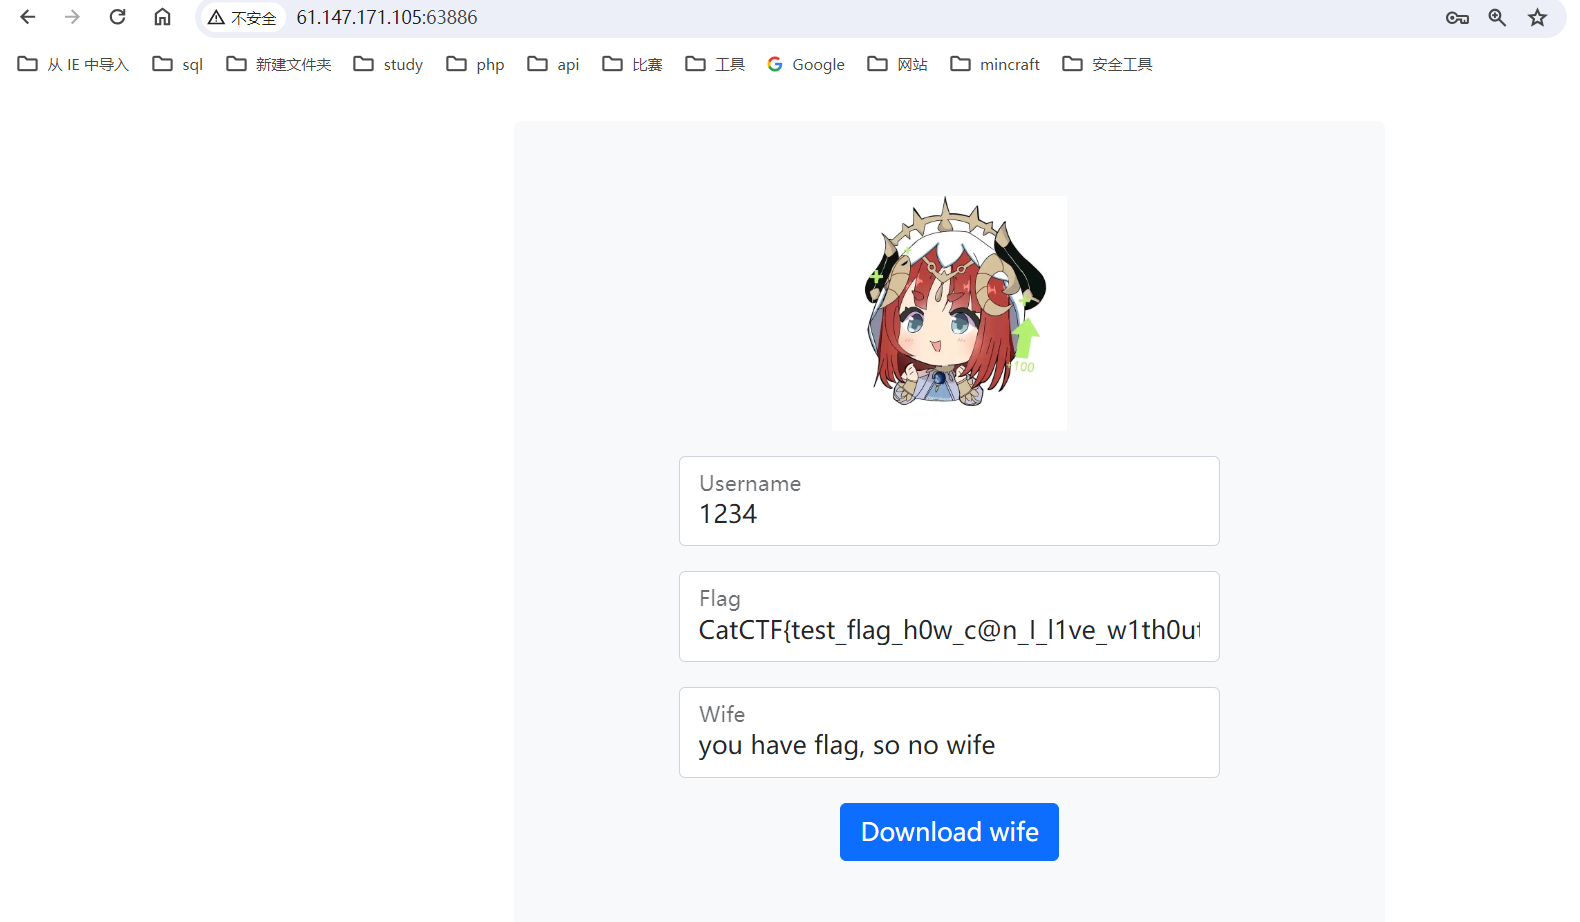 不安全 61.147.171.105:63886
从 IE 中导入 sql 新建文件夹 study php api 比赛 工具 Google 网站 mincraft 安全工具
+100
Username
1234
Flag
CatCTF{test_flag_h0w_c@n_I_l1ve_w1th0ut
Wife
you have flag, so no wife
Download wife